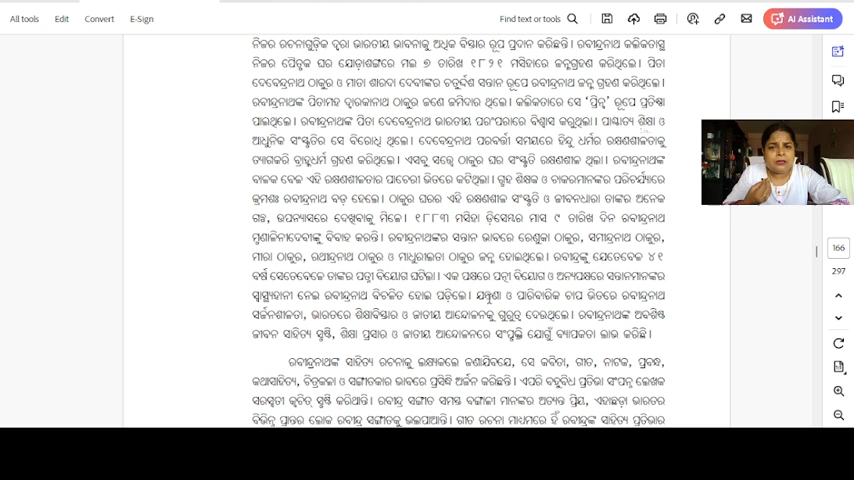 All tools Edit Convert E-Sign Find text or tools AI Assistant
ନିଜର ରଚନାଗୁଡ଼ିକ ଦ୍ୱାରା ଭାରତୀୟ ଭାବନାକୁ ଅଧିକ ବିସ୍ତାର ରୂପ ପ୍ରଦାନ କରିଛନ୍ତି । ରବୀନ୍ଦ୍ରନାଥ କଲିକତାସ୍ଥ
ନିଜର ପୈତୃକ ଘର ଯୋଡ଼ାଶଙ୍କରେ ମଇ ୭ ତାରିଖ ୧୮୬୧ ମସିହାରେ ଜନ୍ମଗ୍ରହଣ କରିଥିଲେ । ପିତା
ଦେବେନ୍ଦ୍ରନାଥ ଠାକୁର ଓ ମାତା ଶାରଦା ଦେବୀଙ୍କର ଚତୁର୍ଦ୍ଦଶ ସନ୍ତାନ ରୂପେ ରବୀନ୍ଦ୍ରନାଥ ଜନ୍ମ ଗ୍ରହଣ କରିଥିଲେ ।
ରବୀନ୍ଦ୍ରନାଥଙ୍କ ପିତାମହ ଦ୍ୱାରକାନାଥ ଠାକୁର ଜଣେ ଜମିଦାର ଥିଲେ । କଲିକତାରେ ସେ 'ପ୍ରିନ୍ସ' ରୂପେ ପ୍ରତିଷ୍ଠା
ପାଇଥିଲେ । ରବୀନ୍ଦ୍ରନାଥଙ୍କ ପିତା ଦେବେନ୍ଦ୍ରନାଥ ଭାରତୀୟ ପରଂପରାରେ ବିଶ୍ୱାସ କରୁଥିଲା । ପାଶ୍ଚାତ୍ୟ ଶିକ୍ଷା ଓ
ଆଧୁନିକ ସଂସ୍କୃତିର ସେ ବିରୋଧି ଥିଲେ । ଦେବେନ୍ଦ୍ରନାଥ ପରବର୍ତ୍ତୀ ସମୟରେ ହିନ୍ଦୁ ଧର୍ମର ରକ୍ଷଣଶୀଳତାକୁ
ତ୍ୟାଗକରି ବ୍ରାହ୍ମଧର୍ମ ଗ୍ରହଣ କରିଥିଲେ । ଏସବୁ ସତ୍ତ୍ୱେ ଠାକୁର ଘର ସଂସ୍କୃତି ରକ୍ଷଣଶୀଳ ଥିଲା । ରବୀନ୍ଦ୍ରନାଥଙ୍କ
ବାଳକ ବେଳ ଏହି ରକ୍ଷଣଶୀଳତାର ପାଚେରୀ ଭିତରେ କଟିଥିଲା । ଗୃହ ଶିକ୍ଷକ ଓ ଚାକରମାନଙ୍କର ପରିଚର୍ଯ୍ୟାରେ
କ୍ରମଶଃ ରବୀନ୍ଦ୍ରନାଥ ବଡ଼ ହେଲେ । ଠାକୁର ଘରର ଏହି ରକ୍ଷଣଶୀଳ ସଂସ୍କୃତି ଓ ଜୀବନଧାରା ତାଙ୍କର ଅନେକ
ଗଳ୍ପ, ଉପନ୍ୟାସରେ ଦେଖିବାକୁ ମିଳେ । ୧୮୮୩ ମସିହା ଡ଼ିସେମ୍ବର ମାସ ୯ ତାରିଖ ଦିନ ରବୀନ୍ଦ୍ରନାଥ
ମୃଣାଳିନୀଦେବୀଙ୍କୁ ବିବାହ କରନ୍ତି । ରବୀନ୍ଦ୍ରନାଥଙ୍କର ସନ୍ତାନ ଭାବରେ ରେଣୁକା ଠାକୁର, ସମୀନ୍ଦ୍ରନାଥ ଠାକୁର,
ମୀରା ଠାକୁର, ରଥୀନ୍ଦ୍ରନାଥ ଠାକୁର ଓ ମାଧୁରୀଲତା ଠାକୁର ଜନ୍ମ ହୋଇଥିଲେ । ରବୀନ୍ଦ୍ରଙ୍କୁ ଯେତେବେଳ ୪୧
ବର୍ଷ ସେତେବେଳେ ତାଙ୍କର ପତ୍ନୀ ବିୟୋଗ ଘଟିଲା । ଏକ ପକ୍ଷରେ ପତ୍ନୀ ବିୟୋଗ ଓ ଅନ୍ୟପକ୍ଷରେ ସନ୍ତାନମାନଙ୍କର
ସ୍ୱାସ୍ଥ୍ୟହାନୀ ନେଇ ରବୀନ୍ଦ୍ରନାଥ ବିଚଳିତ ହୋଇ ପଡ଼ିଲେ । ଯନ୍ତ୍ରଣା ଓ ପାରିବାରିକ ଚାପ ଭିତରେ ରବୀନ୍ଦ୍ରନାଥ
ସର୍ଜନଶୀଳତା, ଭାରତରେ ଶିକ୍ଷାବିସ୍ତାର ଓ ଜାତୀୟ ଆନ୍ଦୋଳନକୁ ଗୁରୁତ୍ୱ ଦେଉଥିଲେ । ରବୀନ୍ଦ୍ରନାଥଙ୍କ ଅବଶିଷ୍ଟ
ଜୀବନ ସାହିତ୍ୟ ସୃଷ୍ଟି, ଶିକ୍ଷା ପ୍ରସାର ଓ ଜାତୀୟ ଆନ୍ଦୋଳନରେ ସଂପୃକ୍ତି ଯୋଗୁଁ ବ୍ୟାପକତା ଲାଭ କରିଛି ।
ରବୀନ୍ଦ୍ରନାଥଙ୍କ ସାହିତ୍ୟ ରଚନାକୁ ଲକ୍ଷ୍ୟକଲେ ଜଣାଯିବଯେ, ସେ କବିତା, ଗୀତ, ନାଟକ, ପ୍ରବନ୍ଧ,
କଥାସାହିତ୍ୟ, ଚିତ୍ରକଳା ଓ ସଙ୍ଗୀତକାର ଭାବରେ ପ୍ରସିଦ୍ଧି ଅର୍ଜନ କରିଛନ୍ତି । ଏପରି ବହୁବିଧ ପ୍ରତିଭା ସଂପନ୍ନ ଲେଖକ
ସରସ୍ୱତୀ କ୍ୱଚିତ୍ ସୃଷ୍ଟି କରିଥାନ୍ତି । ରବୀନ୍ଦ୍ର ସଙ୍ଗୀତ ସମସ୍ତ ବଙ୍ଗାଳୀ ମାନଙ୍କର ଅତ୍ୟନ୍ତ ପ୍ରିୟ, ଏହାଛଡ଼ା ଭାରତର
ବିଭିନ୍ନ ପ୍ରାନ୍ତର ଲୋକ ରବୀନ୍ଦ୍ର ସଙ୍ଗୀତକୁ ଭଲପାଆନ୍ତି । ଗୀତ ରଚନା ମାଧ୍ୟମରେ ହିଁ ରବୀନ୍ଦ୍ରଙ୍କ ସାହିତ୍ୟ ପ୍ରତିଭାର
166
297